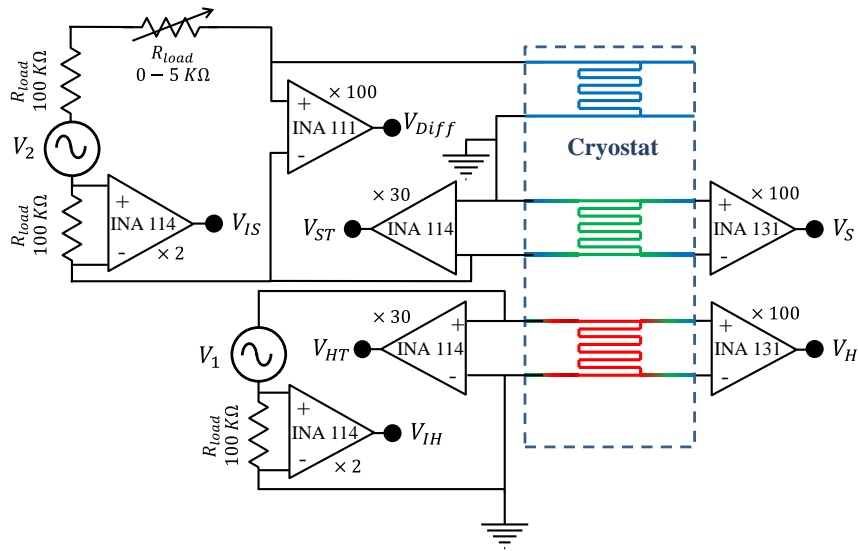 R_load
100 KΩ
R_load
0 − 5 KΩ
× 100
+
INA 111
-
V_Diff
V_2
Cryostat
R_load
100 KΩ
+
INA 114
-
× 2
V_IS
× 30
V_ST
INA 114
× 100
+
INA 131
-
V_S
V_1
× 30
V_HT
+
INA 114
-
× 100
+
INA 131
-
V_H
R_load
100 KΩ
+
INA 114
-
× 2
V_IH